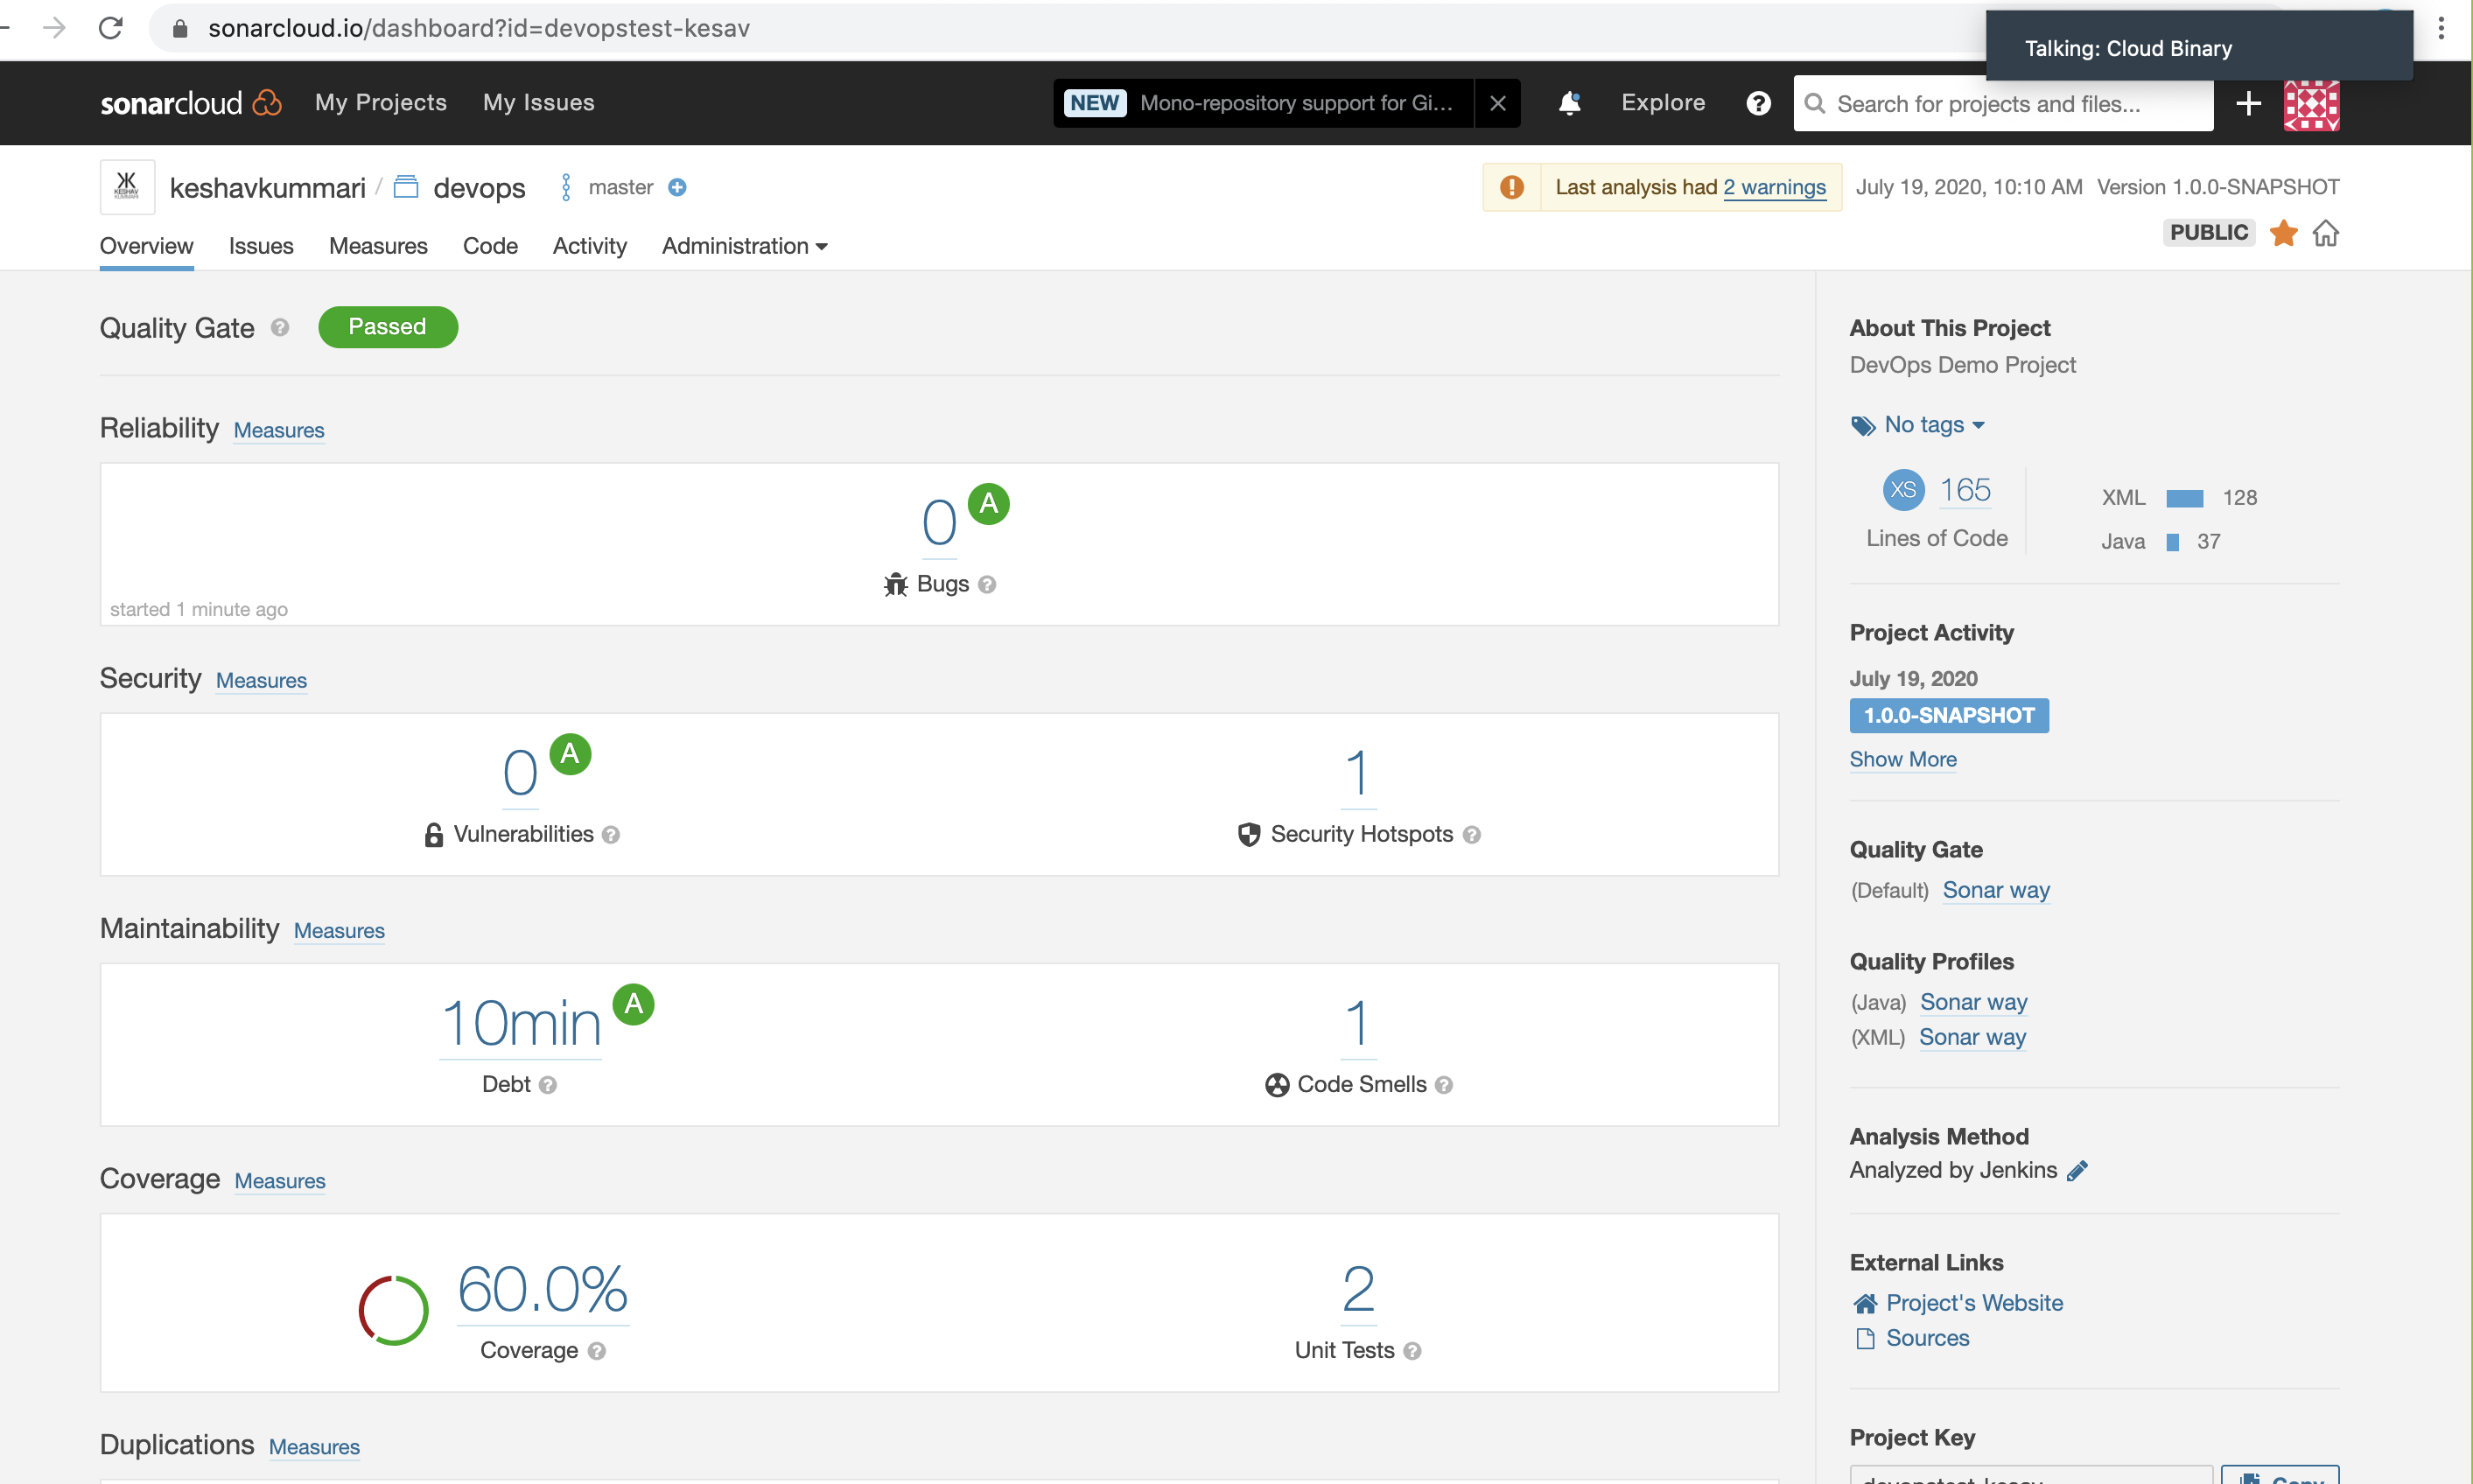 sonarcloud.io/dashboard?id=devopstest-kesav
Talking: Cloud Binary
sonarcloud My Projects My Issues NEW Mono-repository support for Gi... Explore Search for projects and files...
KESHAV
KUMMARI
keshavkummari / devops master
Last analysis had 2 warnings July 19, 2020, 10:10 AM Version 1.0.0-SNAPSHOT
PUBLIC
Overview Issues Measures Code Activity Administration
Quality Gate Passed
Reliability Measures
0 A
Bugs
started 1 minute ago
Security Measures
0 A
Vulnerabilities
1
Security Hotspots
Maintainability Measures
10min A
Debt
1
Code Smells
Coverage Measures
60.0%
Coverage
2
Unit Tests
Duplications Measures
About This Project
DevOps Demo Project
No tags
XS 165
Lines of Code
XML 128
Java 37
Project Activity
July 19, 2020
1.0.0-SNAPSHOT
Show More
Quality Gate
(Default) Sonar way
Quality Profiles
(Java) Sonar way
(XML) Sonar way
Analysis Method
Analyzed by Jenkins
External Links
Project's Website
Sources
Project Key
devopstest-kesav Copy